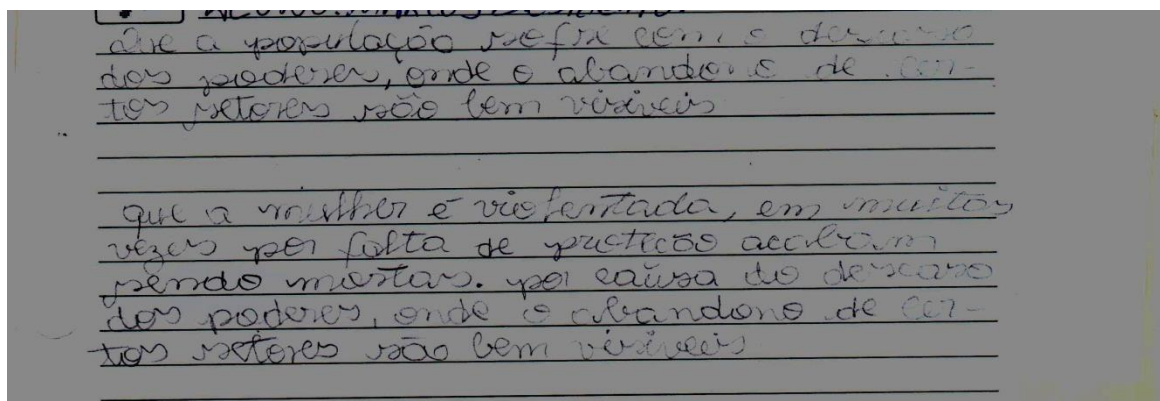 que a população sofre com o descaso
dos poderes, onde o abandono de cer-
tos setores são bem visiveis
que a mulher é violentada, em muitas
vezes por falta de proteção acabam
sendo mortas. por causa do descaso
dos poderes, onde o abandono de cer-
tos setores são bem visiveis